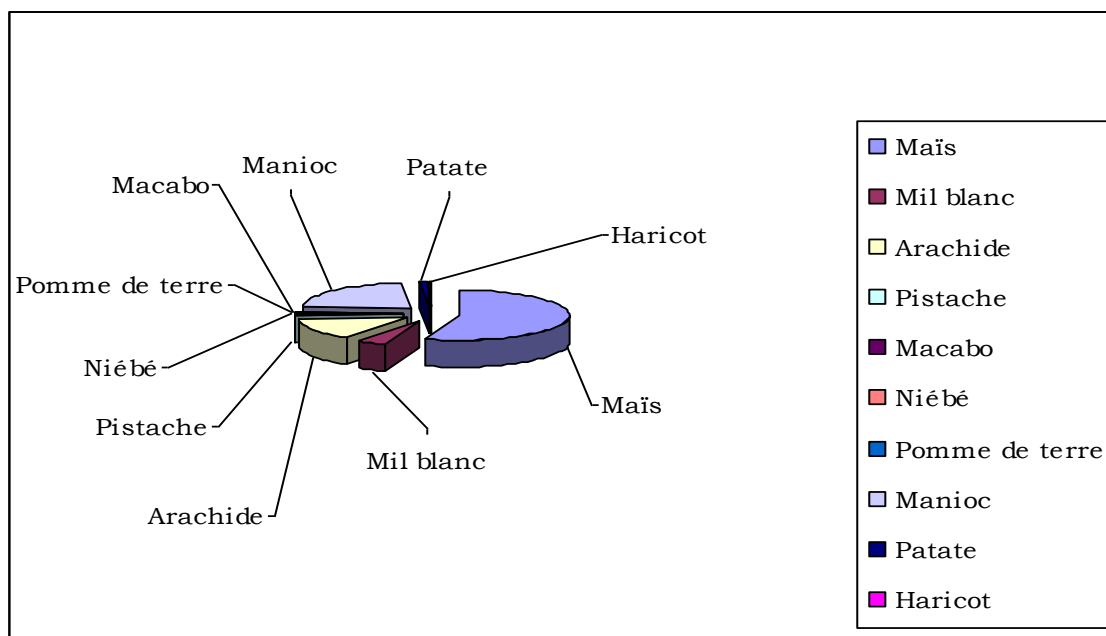 Manioc
Patate
Macabo
Haricot
Pomme de terre
Niébé
Maïs
Pistache
Mil blanc
Arachide
Maïs
Mil blanc
Arachide
Pistache
Macabo
Niébé
Pomme de terre
Manioc
Patate
Haricot